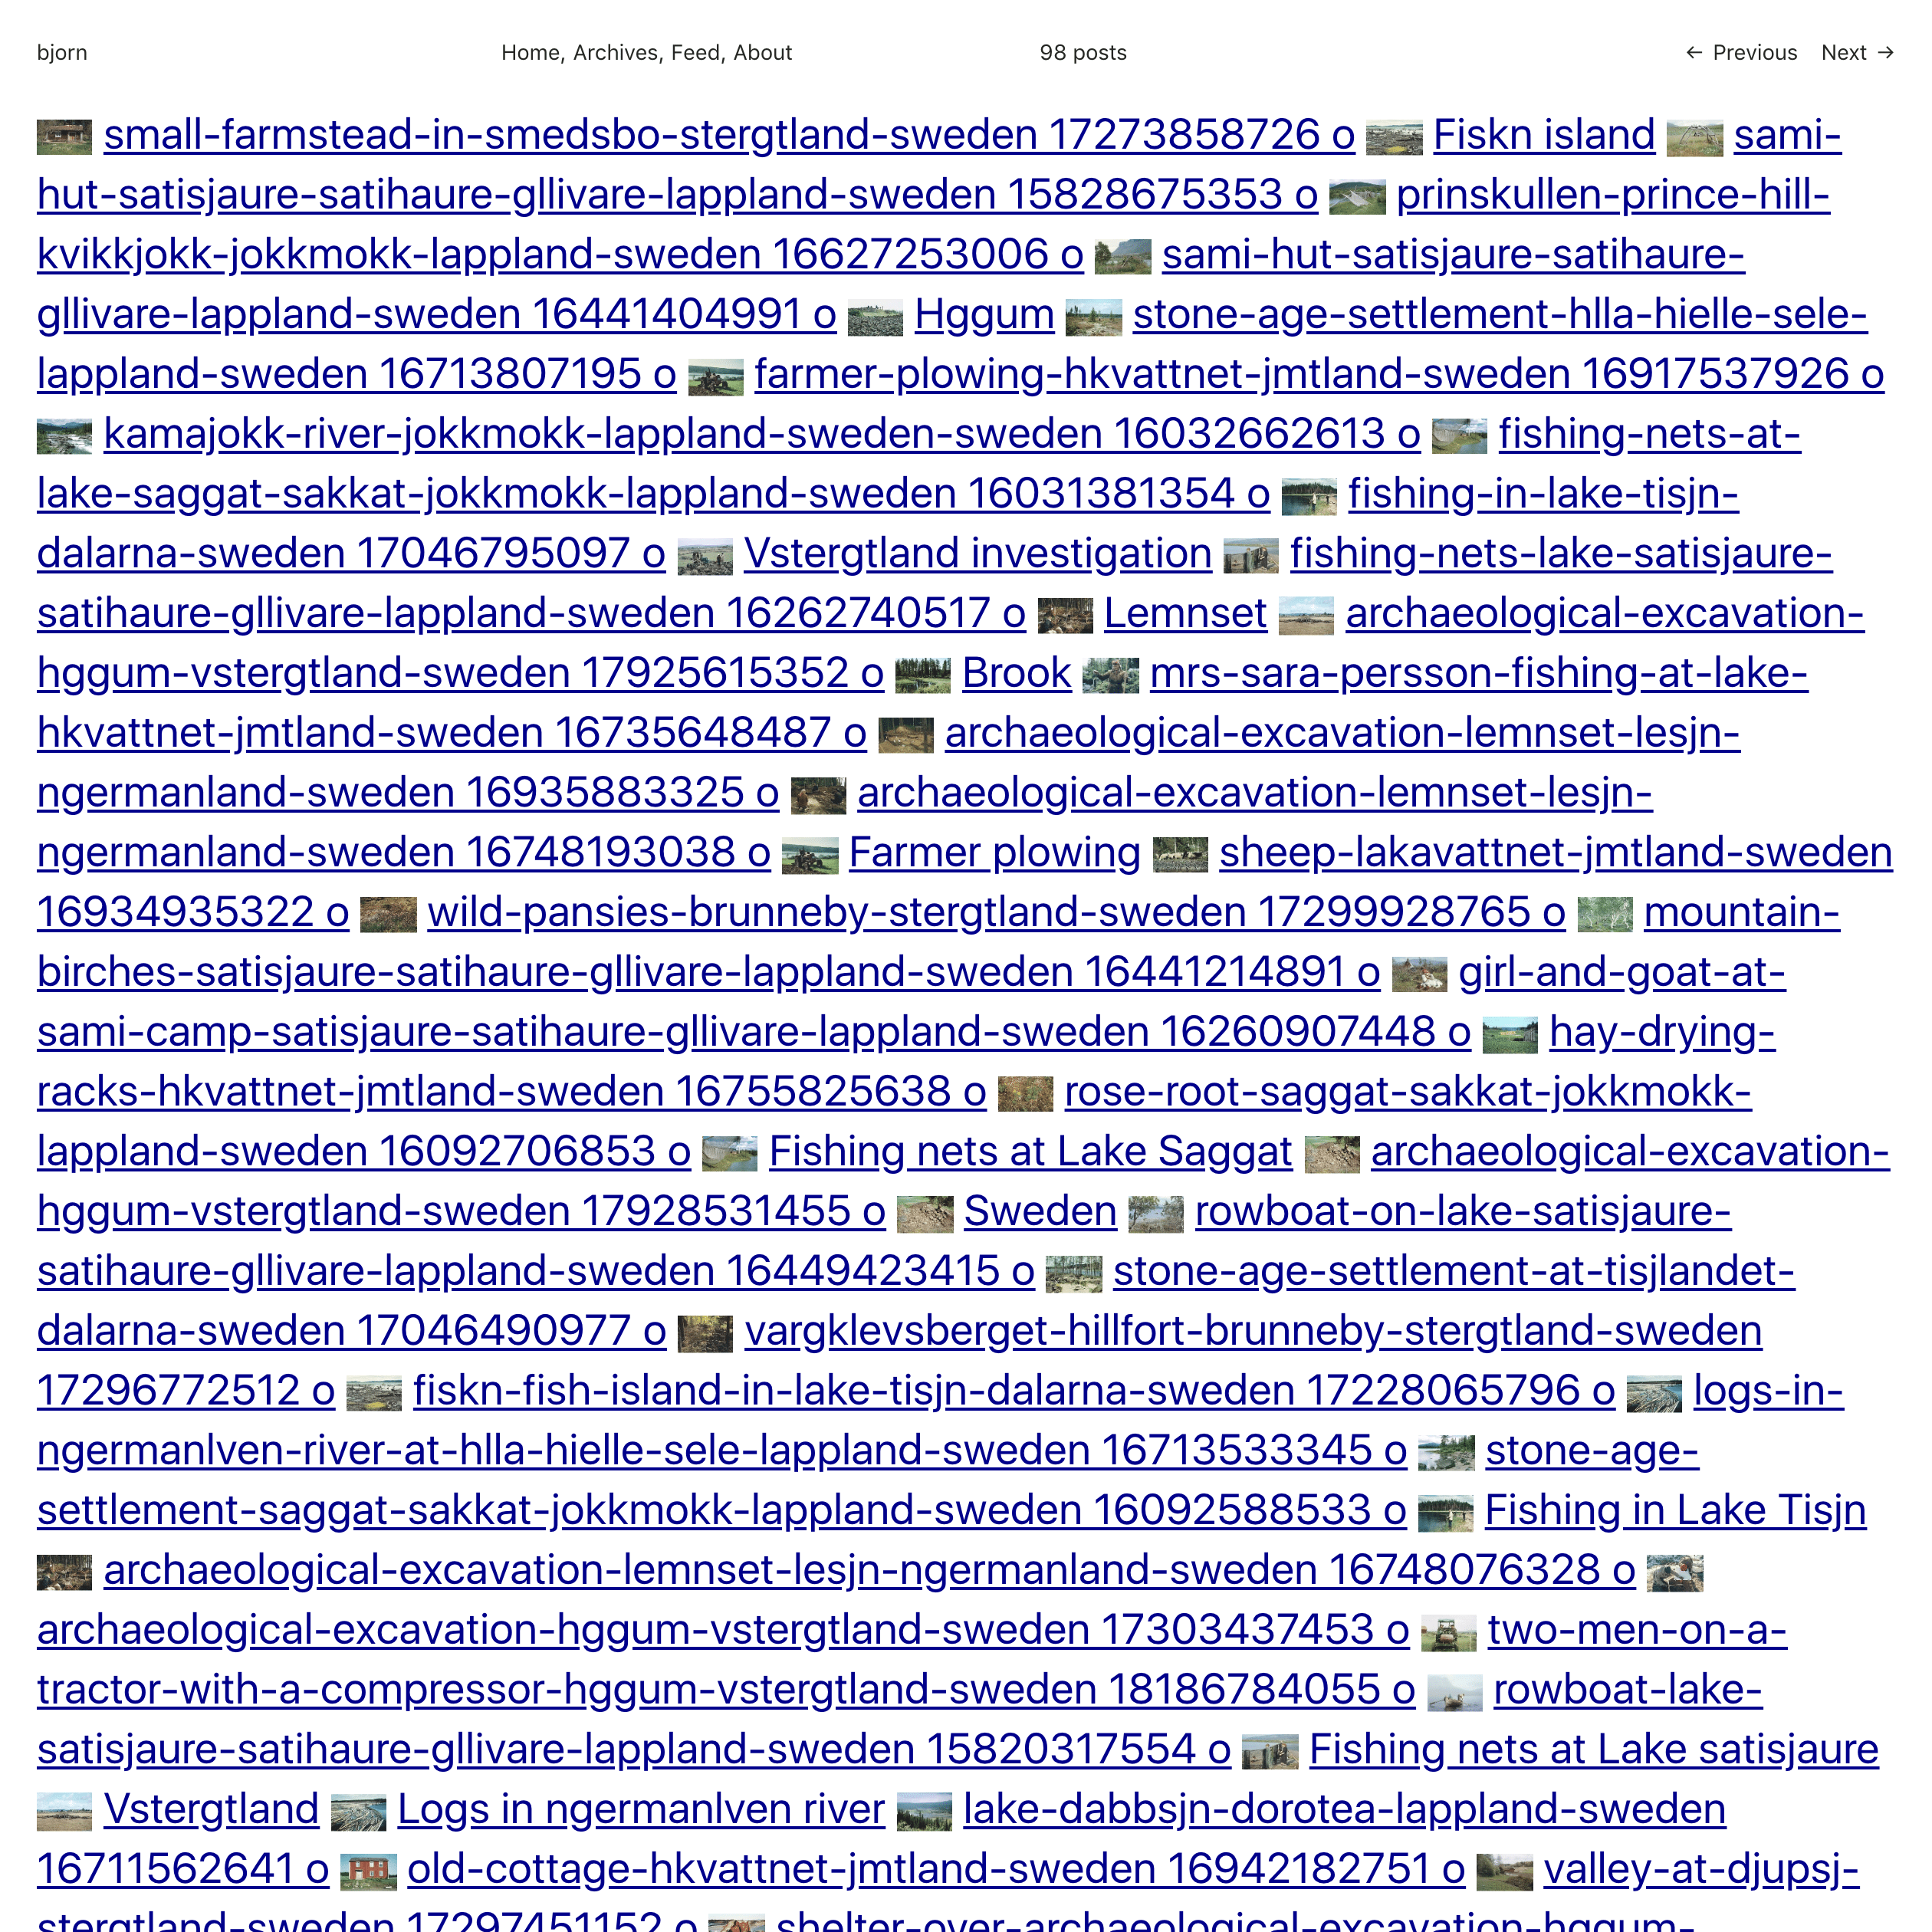 bjorn Home, Archives, Feed, About 98 posts ← Previous Next →
small-farmstead-in-smedsbo-stergtland-sweden 17273858726 o Fiskn island sami-
hut-satisjaure-satihaure-gllivare-lappland-sweden 15828675353 o prinskullen-prince-hill-
kvikkjokk-jokkmokk-lappland-sweden 16627253006 o sami-hut-satisjaure-satihaure-
gllivare-lappland-sweden 16441404991 o Hggum stone-age-settlement-hlla-hielle-sele-
lappland-sweden 16713807195 o farmer-plowing-hkvattnet-jmtland-sweden 16917537926 o
kamajokk-river-jokkmokk-lappland-sweden-sweden 16032662613 o fishing-nets-at-
lake-saggat-sakkat-jokkmokk-lappland-sweden 16031381354 o fishing-in-lake-tisjn-
dalarna-sweden 17046795097 o Vstergtland investigation fishing-nets-lake-satisjaure-
satihaure-gllivare-lappland-sweden 16262740517 o Lemnset archaeological-excavation-
hggum-vstergtland-sweden 17925615352 o Brook mrs-sara-persson-fishing-at-lake-
hkvattnet-jmtland-sweden 16735648487 o archaeological-excavation-lemnset-lesjn-
ngermanland-sweden 16935883325 o archaeological-excavation-lemnset-lesjn-
ngermanland-sweden 16748193038 o Farmer plowing sheep-lakavattnet-jmtland-sweden
16934935322 o wild-pansies-brunneby-stergtland-sweden 17299928765 o mountain-
birches-satisjaure-satihaure-gllivare-lappland-sweden 16441214891 o girl-and-goat-at-
sami-camp-satisjaure-satihaure-gllivare-lappland-sweden 16260907448 o hay-drying-
racks-hkvattnet-jmtland-sweden 16755825638 o rose-root-saggat-sakkat-jokkmokk-
lappland-sweden 16092706853 o Fishing nets at Lake Saggat archaeological-excavation-
hggum-vstergtland-sweden 17928531455 o Sweden rowboat-on-lake-satisjaure-
satihaure-gllivare-lappland-sweden 16449423415 o stone-age-settlement-at-tisjlandet-
dalarna-sweden 17046490977 o vargklevsberget-hillfort-brunneby-stergtland-sweden
17296772512 o fiskn-fish-island-in-lake-tisjn-dalarna-sweden 17228065796 o logs-in-
ngermanlven-river-at-hlla-hielle-sele-lappland-sweden 16713533345 o stone-age-
settlement-saggat-sakkat-jokkmokk-lappland-sweden 16092588533 o Fishing in Lake Tisjn
archaeological-excavation-lemnset-lesjn-ngermanland-sweden 16748076328 o
archaeological-excavation-hggum-vstergtland-sweden 17303437453 o two-men-on-a-
tractor-with-a-compressor-hggum-vstergtland-sweden 18186784055 o rowboat-lake-
satisjaure-satihaure-gllivare-lappland-sweden 15820317554 o Fishing nets at Lake satisjaure
Vstergtland Logs in ngermanlven river lake-dabbsjn-dorotea-lappland-sweden
16711562641 o old-cottage-hkvattnet-jmtland-sweden 16942182751 o valley-at-djupsj-
stergtland-sweden 17297451152 o shelter-over-archaeological-excavation-hggum-